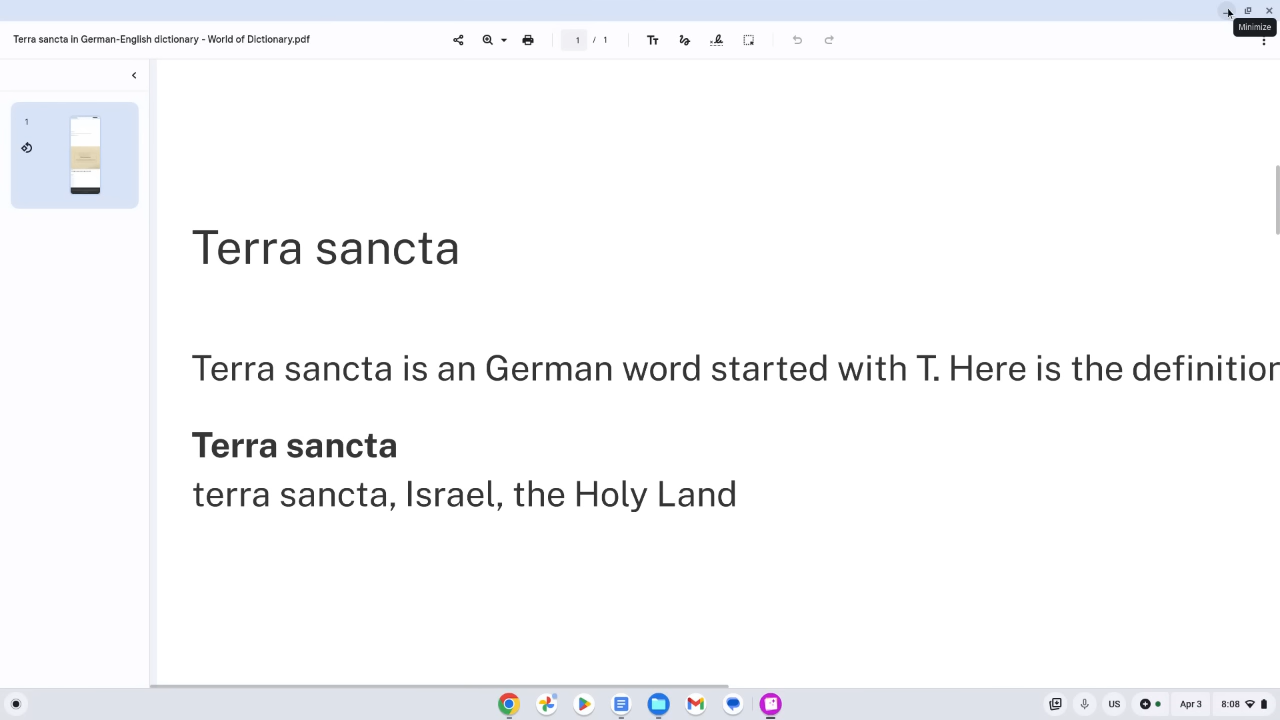 Minimize
Terra sancta in German-English dictionary - World of Dictionary.pdf
1 / 1
1
Terra sancta
Terra sancta is an German word started with T. Here is the definition
Terra sancta
terra sancta, Israel, the Holy Land
US
Apr 3
8:08